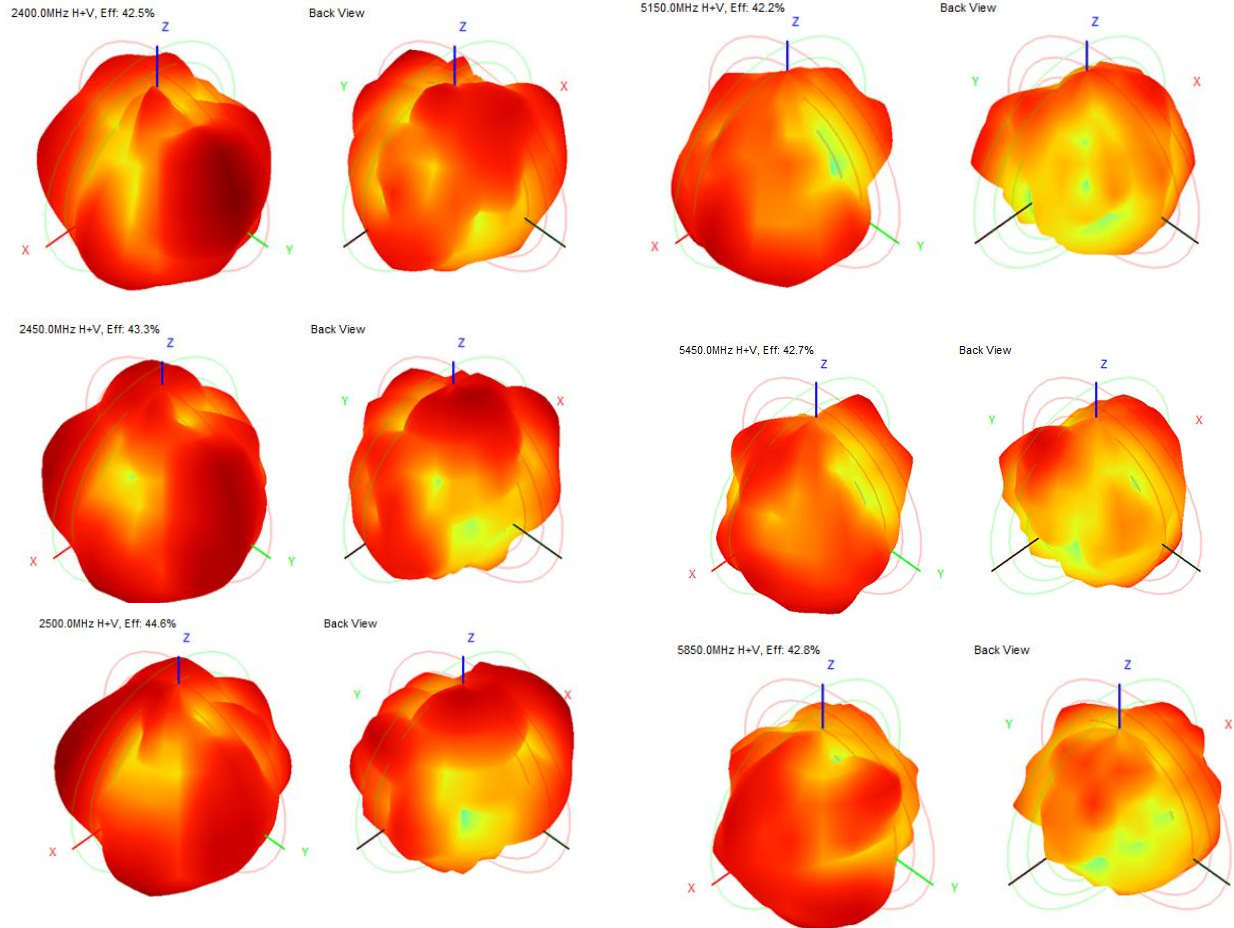 2400.0MHz H+V, Eff: 42.5%
Z
X
Y
Back View
Z
Y
X
5150.0MHz H+V, Eff: 42.2%
Z
X
Y
Back View
Z
Y
X
2450.0MHz H+V, Eff: 43.3%
Z
X
Y
Back View
Z
Y
X
5450.0MHz H+V, Eff: 42.7%
Z
X
Y
Back View
Z
Y
X
2500.0MHz H+V, Eff: 44.6%
Z
X
Y
Back View
Z
Y
X
5850.0MHz H+V, Eff: 42.8%
Z
X
Y
Back View
Z
Y
X